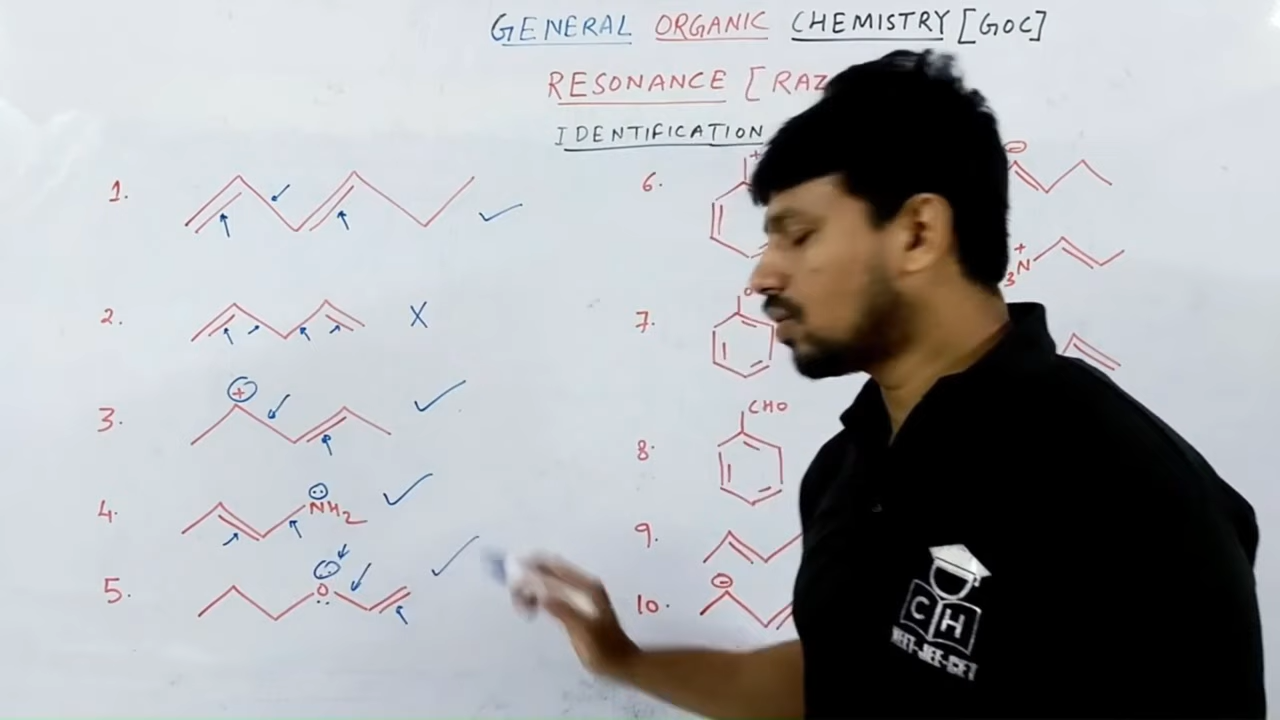 GENERAL ORGANIC CHEMISTRY [GOC]
RESONANCE [RAZ
IDENTIFICATION
1.
2.
X
3.
+
4.
NH2
5.
O
6.
+
7.
8.
CHO
9.
10.
⊖
⊖
+
N
3
CH
NEET-JEE-CET